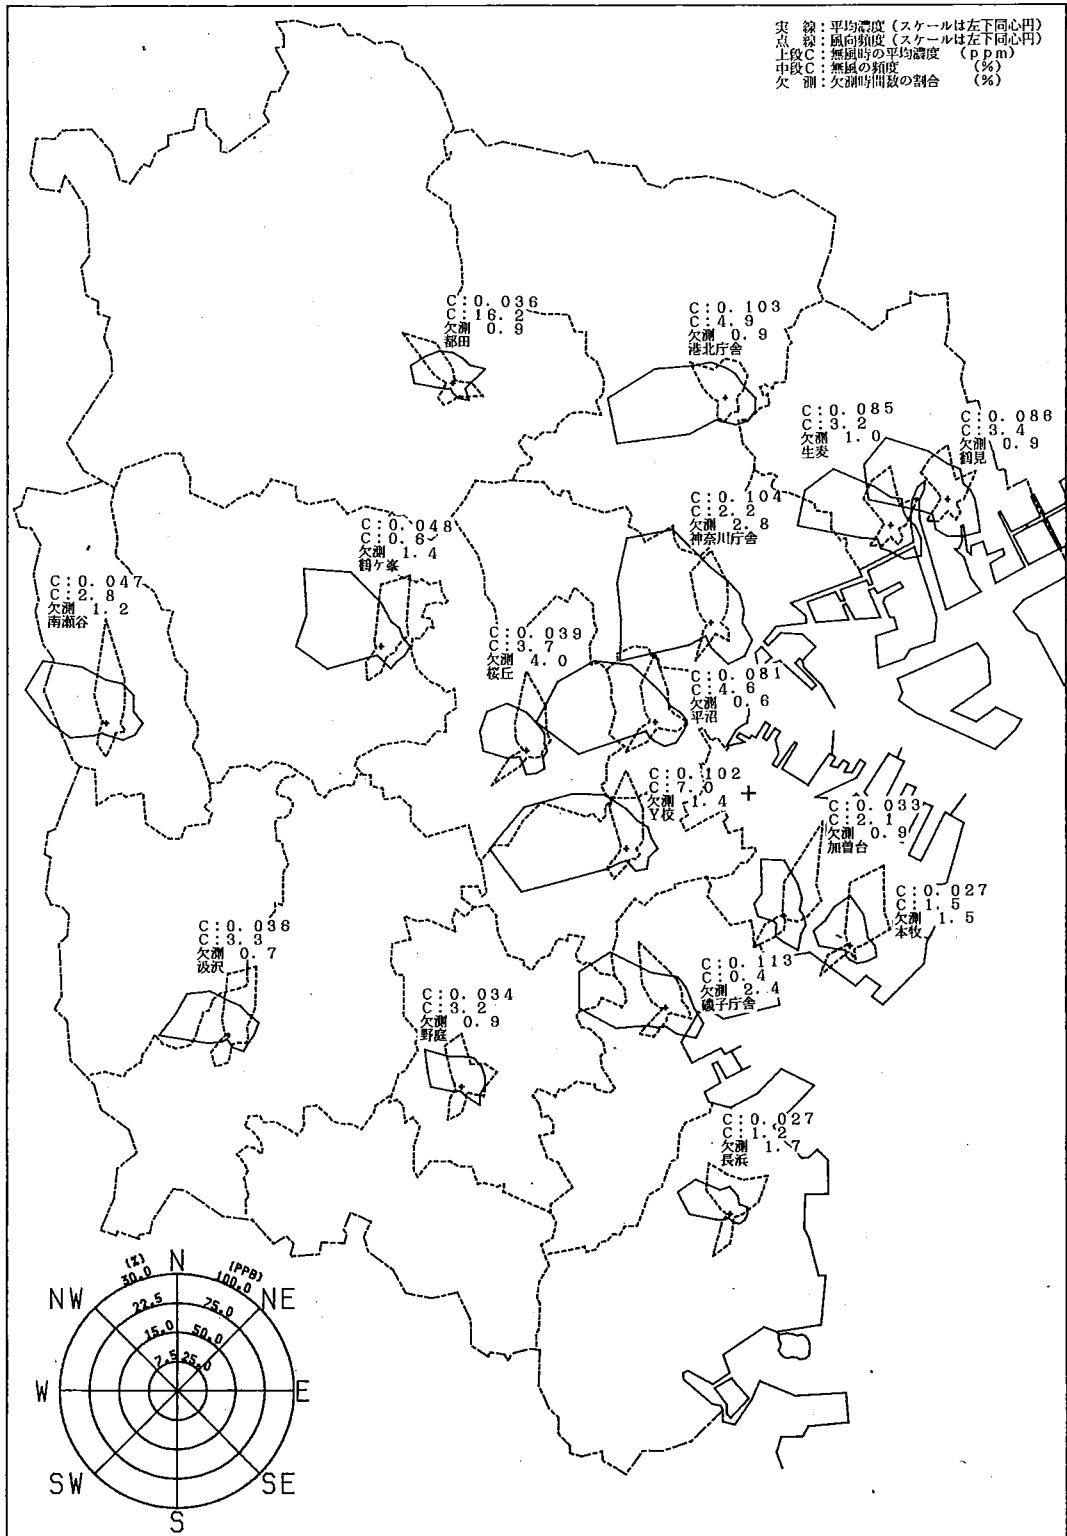 実　線：平均濃度（スケールは左下同心円）
点　線：風向頻度（スケールは左下同心円）
上段C：無風時の平均濃度　（ppm）
中段C：無風の頻度　（%）
欠　測：欠測時間数の割合　（%）
C：0.036
C：16.2
欠測　0.9
都田
C：0.103
C：4.9
欠測　0.9
港北庁舎
C：0.085
C：3.2
欠測　1.0
生麦
C：0.086
C：3.4
欠測　0.9
鶴見
C：0.104
C：2.2
欠測　2.8
神奈川庁舎
C：0.048
C：0.6
欠測　1.4
鶴ケ峯
C：0.047
C：2.8
欠測　1.2
南瀬谷
C：0.039
C：3.7
欠測　4.0
桜丘
C：0.081
C：4.6
欠測　0.6
平沼
C：0.102
C：7.0
欠測　1.4
Y校
C：0.033
C：2.1
欠測　0.9
加曽台
C：0.027
C：1.5
欠測　1.5
本牧
C：0.036
C：3.3
欠測　0.7
汲沢
C：0.034
C：3.2
欠測　0.9
野庭
C：0.113
C：0.4
欠測　2.4
磯子庁舎
C：0.027
C：1.2
欠測　1.7
長浜
(%) N (PPB)
30.0 100.0
NW 22.5 75.0 NE
15.0 50.0
7.5 25.0
W E
SW SE
S